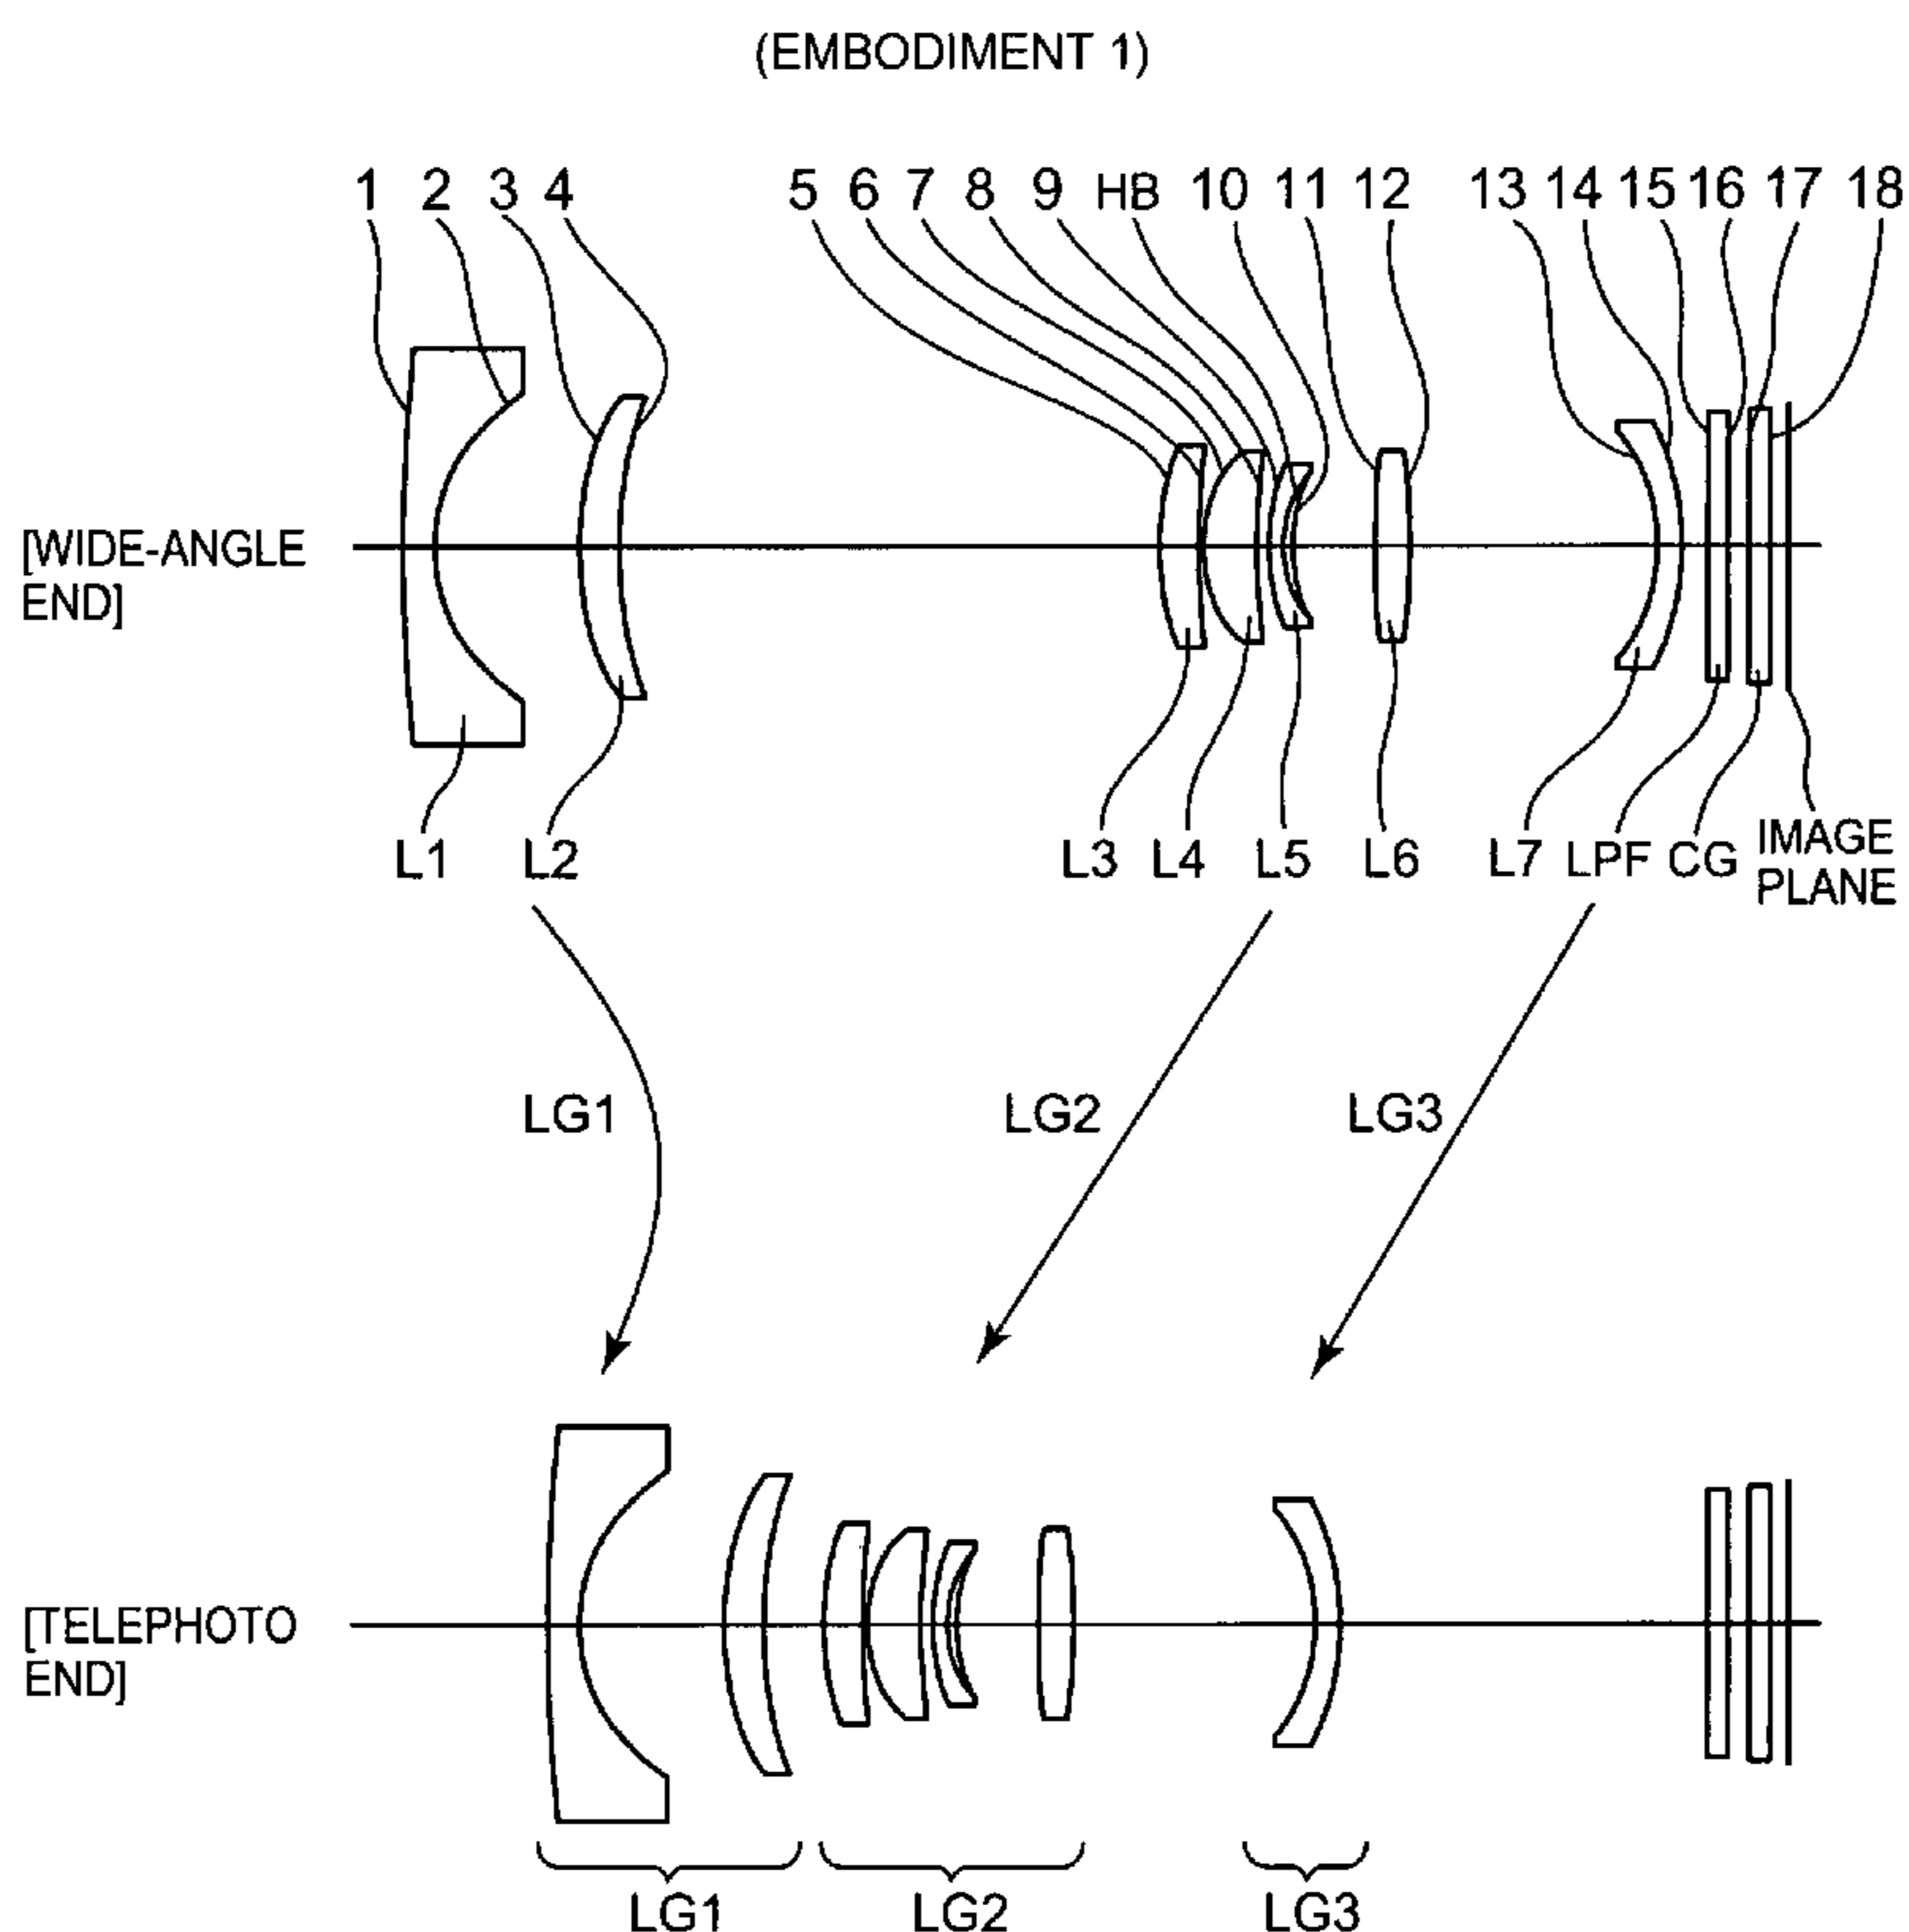 (EMBODIMENT 1)
1 2 3 4 5 6 7 8 9 HB 10 11 12 13 14 15 16 17 18
[WIDE-ANGLE
END]
L1 L2 L3 L4 L5 L6 L7 LPF CG IMAGE
PLANE
LG1 LG2 LG3
[TELEPHOTO
END]
LG1 LG2 LG3